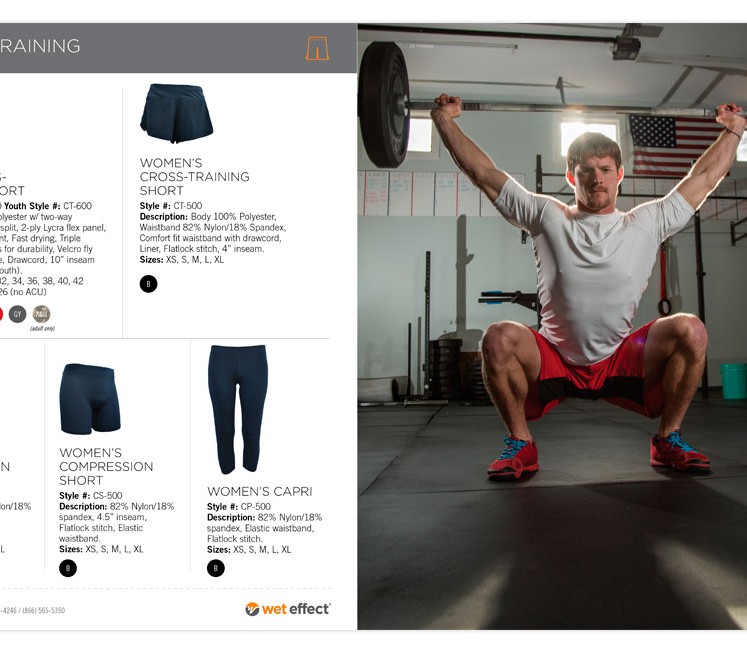 RAINING
WOMEN'S
CROSS-TRAINING
SHORT
Style #: CT-500
Description: Body 100% Polyester,
Waistband 82% Nylon/18% Spandex,
Comfort fit waistband with drawcord,
Liner, Flatlock stitch, 4" inseam.
Sizes: XS, S, M, L, XL
B
S-
ORT
Youth Style #: CT-600
olyester w/ two-way
split, 2-ply Lycra flex panel,
nt, Fast drying, Triple
s for durability, Velcro fly
e, Drawcord, 10" inseam
outh).
32, 34, 36, 38, 40, 42
26 (no ACU)
GY
ACU
(adult only)
N
lon/18%
L
WOMEN'S
COMPRESSION
SHORT
Style #: CS-500
Description: 82% Nylon/18%
spandex, 4.5" inseam,
Flatlock stitch, Elastic
waistband.
Sizes: XS, S, M, L, XL
B
WOMEN'S CAPRI
Style #: CP-500
Description: 82% Nylon/18%
spandex, Elastic waistband,
Flatlock stitch.
Sizes: XS, S, M, L, XL
B
-4246 / (866) 565-5350
wet effect®